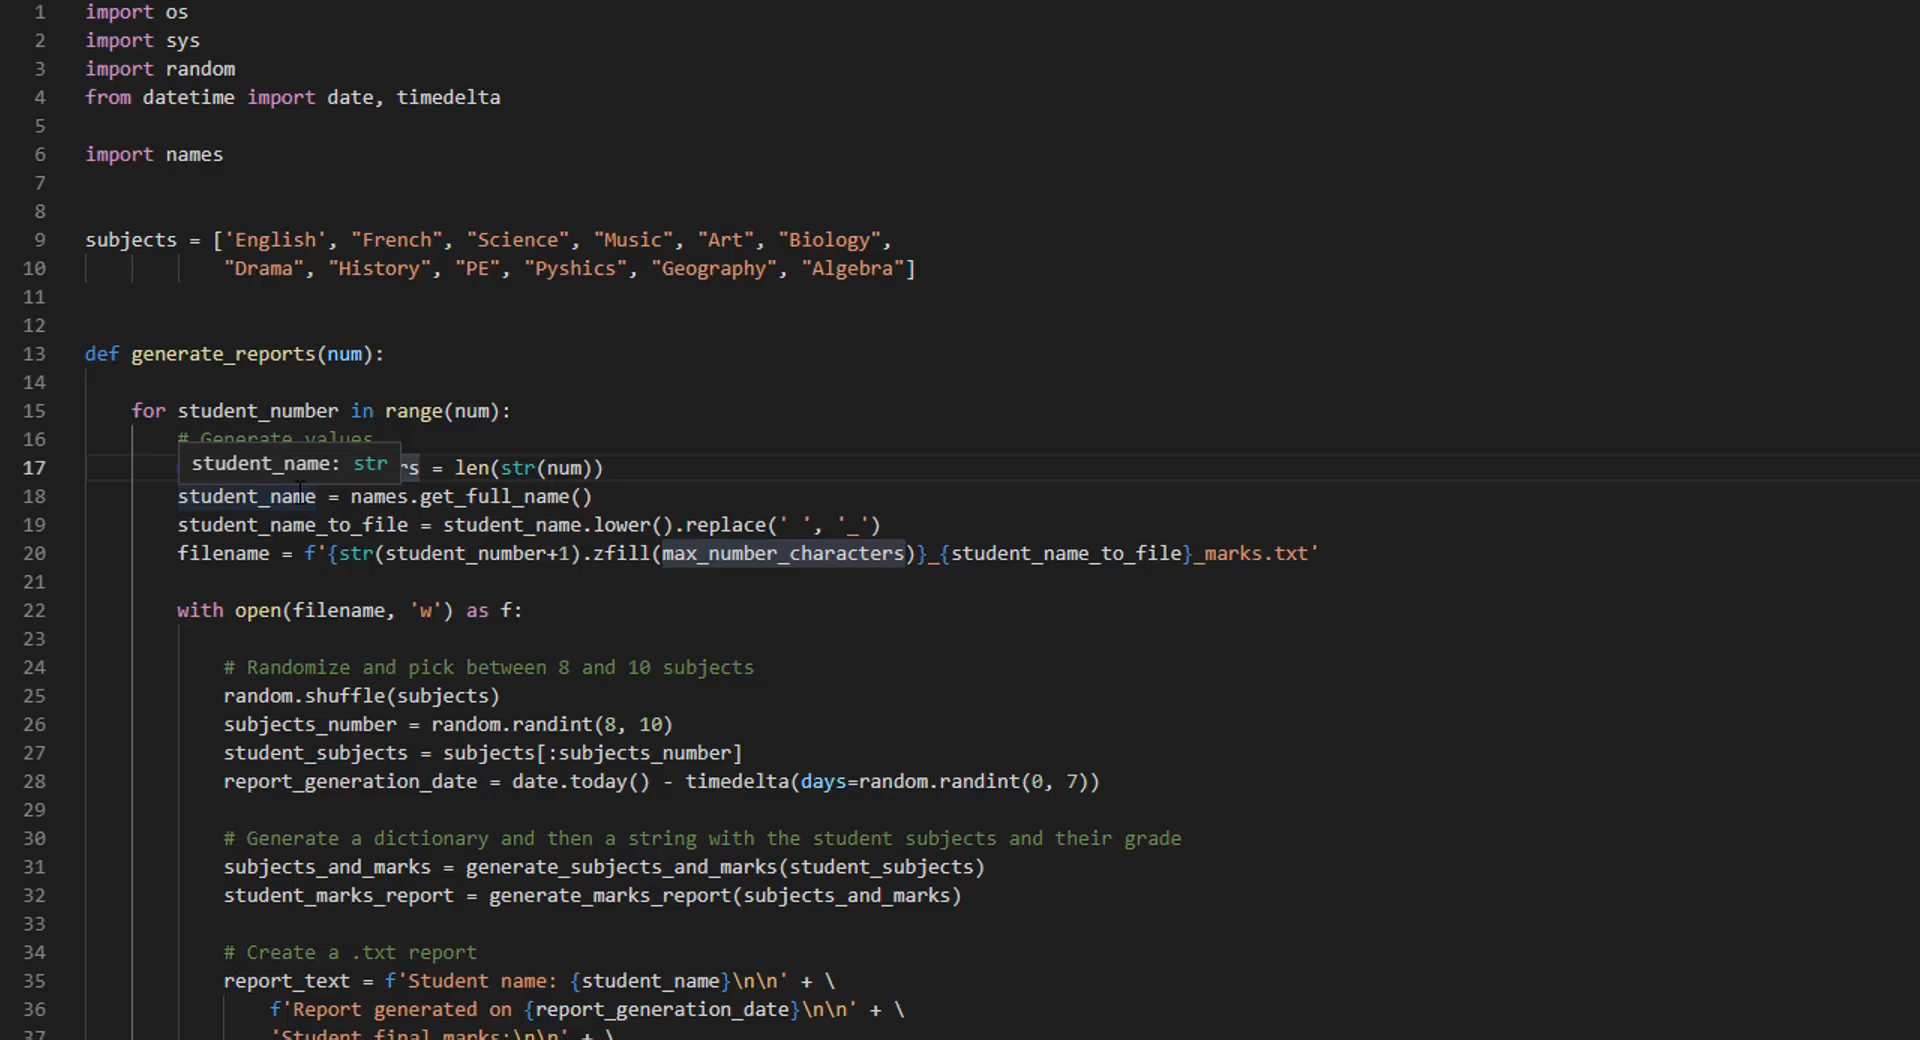 1 import os
2 import sys
3 import random
4 from datetime import date, timedelta
5
6 import names
7
8
9 subjects = ['English', "French", "Science", "Music", "Art", "Biology",
10 "Drama", "History", "PE", "Pyshics", "Geography", "Algebra"]
11
12
13 def generate_reports(num):
14
15 for student_number in range(num):
16 # Generate values
student_name: str
17 rs = len(str(num))
18 student_name = names.get_full_name()
19 student_name_to_file = student_name.lower().replace(' ', '_')
20 filename = f'{str(student_number+1).zfill(max_number_characters)}_{student_name_to_file}_marks.txt'
21
22 with open(filename, 'w') as f:
23
24 # Randomize and pick between 8 and 10 subjects
25 random.shuffle(subjects)
26 subjects_number = random.randint(8, 10)
27 student_subjects = subjects[:subjects_number]
28 report_generation_date = date.today() - timedelta(days=random.randint(0, 7))
29
30 # Generate a dictionary and then a string with the student subjects and their grade
31 subjects_and_marks = generate_subjects_and_marks(student_subjects)
32 student_marks_report = generate_marks_report(subjects_and_marks)
33
34 # Create a .txt report
35 report_text = f'Student name: {student_name}\n\n' + \
36 f'Report generated on {report_generation_date}\n\n' + \
37 'Student final marks:\n\n' + \